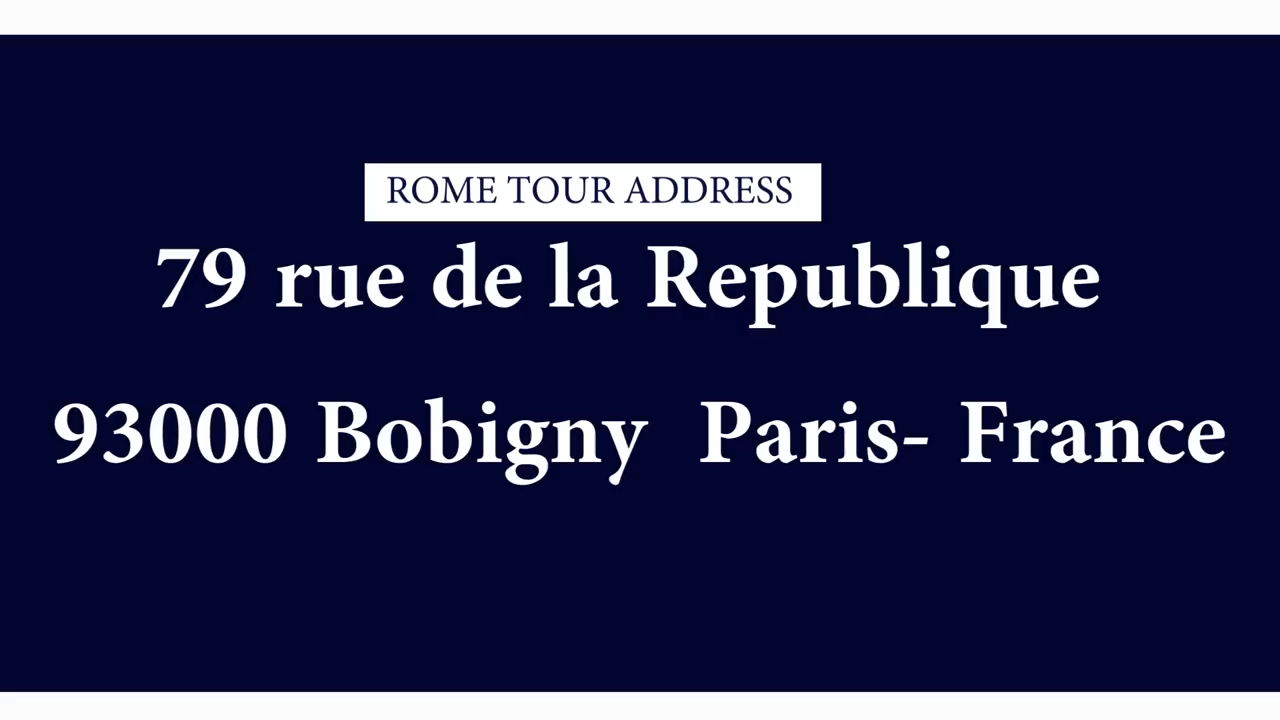 ROME TOUR ADDRESS
79 rue de la Republique
93000 Bobigny Paris- France